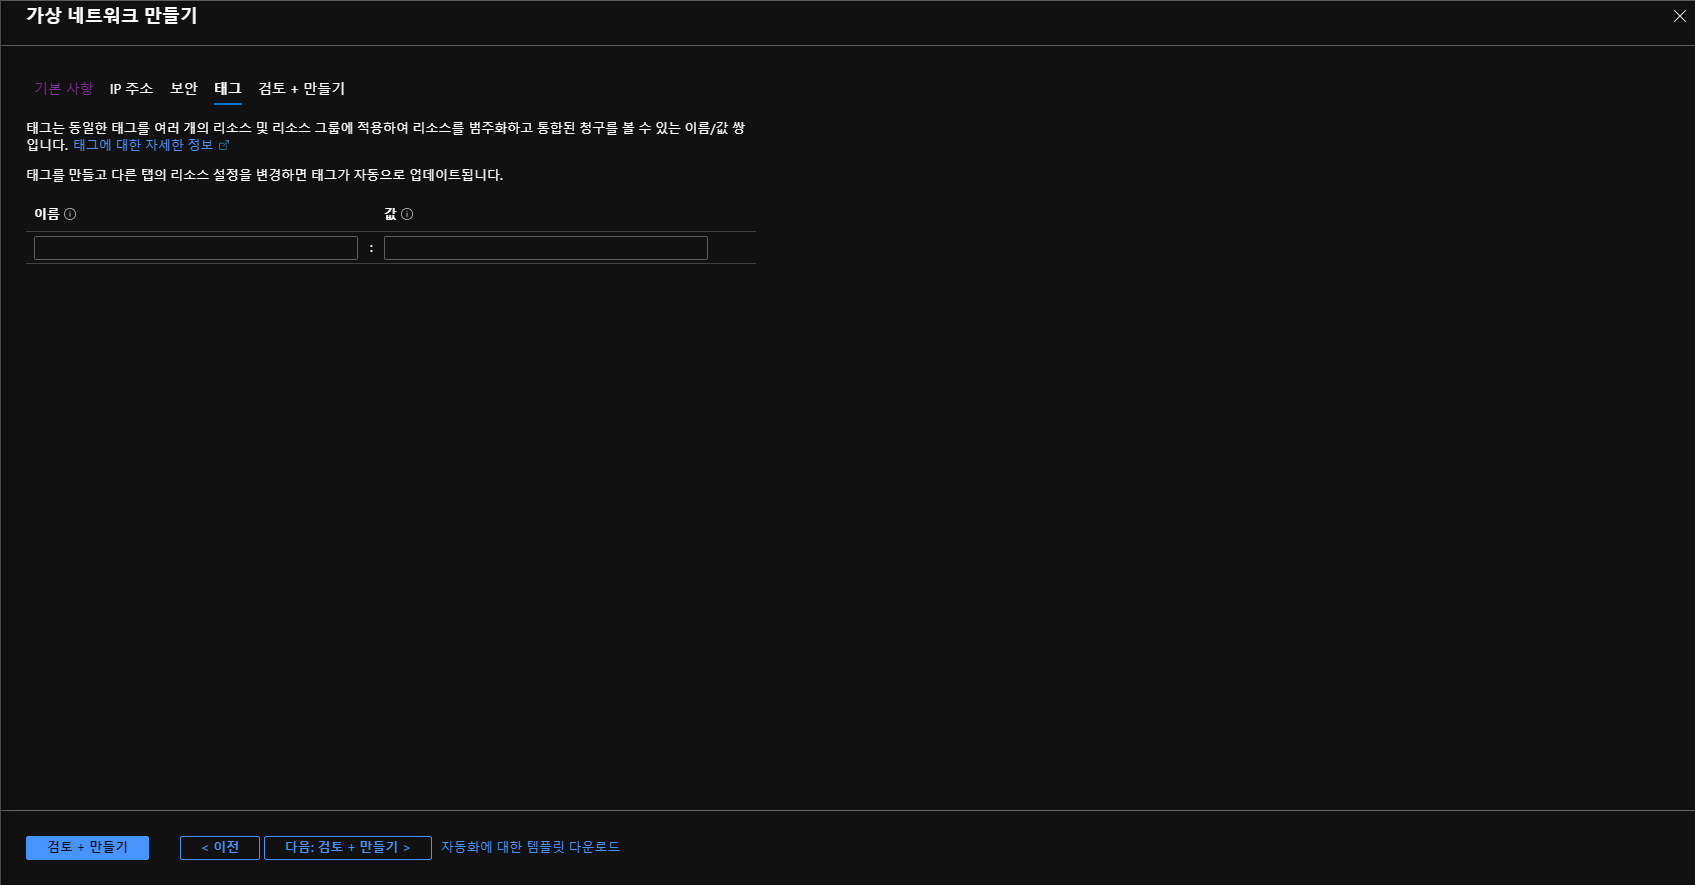 가상 네트워크 만들기
기본 사항 IP 주소 보안 태그 검토 + 만들기
태그는 동일한 태그를 여러 개의 리소스 및 리소스 그룹에 적용하여 리소스를 범주화하고 통합된 청구를 볼 수 있는 이름/값 쌍
입니다. 태그에 대한 자세한 정보
태그를 만들고 다른 탭의 리소스 설정을 변경하면 태그가 자동으로 업데이트됩니다.
이름 값
:
검토 + 만들기 < 이전 다음: 검토 + 만들기 > 자동화에 대한 템플릿 다운로드